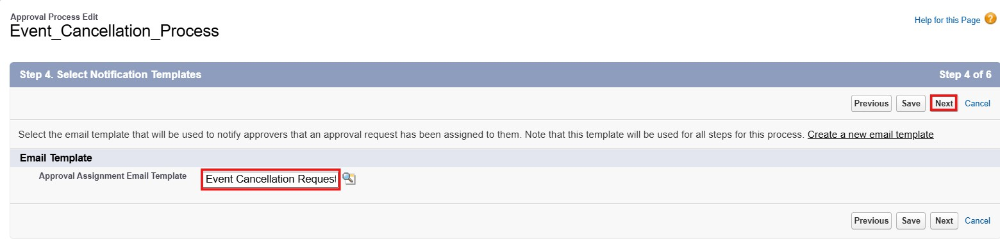 Approval Process Edit
Event_Cancellation_Process
Help for this Page ?
Step 4. Select Notification Templates
Step 4 of 6
Previous Save Next Cancel
Select the email template that will be used to notify approvers that an approval request has been assigned to them. Note that this template will be used for all steps for this process. Create a new email template
Email Template
Approval Assignment Email Template Event Cancellation Request
Previous Save Next Cancel